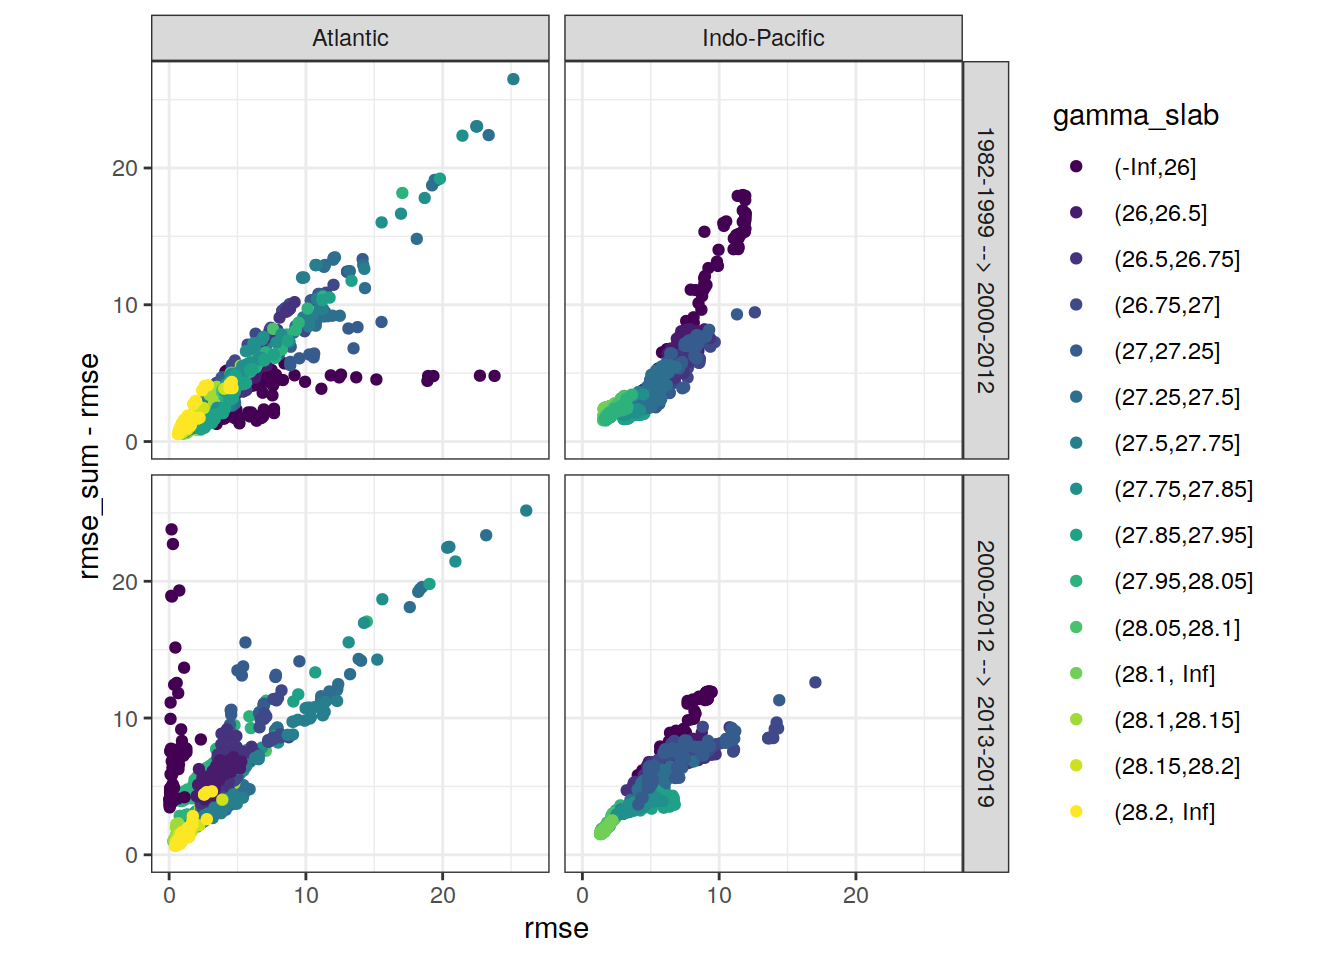 Atlantic
Indo-Pacific
20
10
0
1982-1999 --> 2000-2012
20
10
0
2000-2012 --> 2013-2019
0
10
20
0
10
20
rmse
rmse_sum - rmse
gamma_slab
(-Inf,26]
(26,26.5]
(26.5,26.75]
(26.75,27]
(27,27.25]
(27.25,27.5]
(27.5,27.75]
(27.75,27.85]
(27.85,27.95]
(27.95,28.05]
(28.05,28.1]
(28.1, Inf]
(28.1,28.15]
(28.15,28.2]
(28.2, Inf]